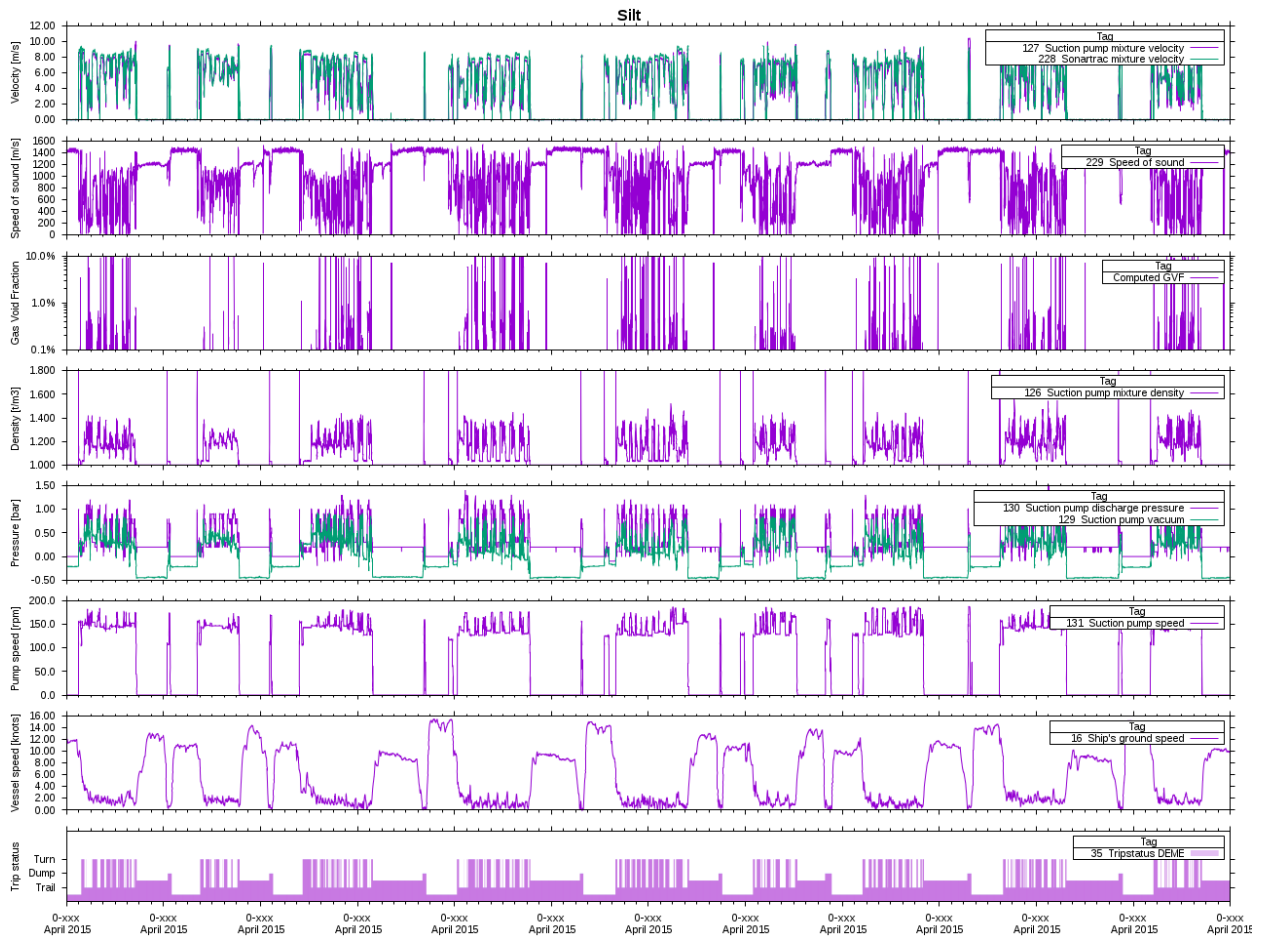 Silt
Velocity [m/s]
12.00
10.00
8.00
6.00
4.00
2.00
0.00
Tag
127 Suction pump mixture velocity
228 Sonartrac mixture velocity
Speed of sound [m/s]
1600
1400
1200
1000
800
600
400
200
0
Tag
229 Speed of sound
Gas Void Fraction
10.0%
1.0%
0.1%
Tag
Computed GVF
Density [t/m3]
1.800
1.600
1.400
1.200
1.000
Tag
126 Suction pump mixture density
Pressure [bar]
1.50
1.00
0.50
0.00
-0.50
Tag
130 Suction pump discharge pressure
129 Suction pump vacuum
Pump speed [rpm]
200.0
150.0
100.0
50.0
0.0
Tag
131 Suction pump speed
Vessel speed [knots]
16.00
14.00
12.00
10.00
8.00
6.00
4.00
2.00
0.00
Tag
16 Ship's ground speed
Trip status
Turn
Dump
Trail
Tag
35 Tripstatus DEME
0-xxx 0-xxx 0-xxx 0-xxx 0-xxx 0-xxx 0-xxx 0-xxx 0-xxx 0-xxx 0-xxx 0-xxx 0-xxx
April 2015 April 2015 April 2015 April 2015 April 2015 April 2015 April 2015 April 2015 April 2015 April 2015 April 2015 April 2015 April 201